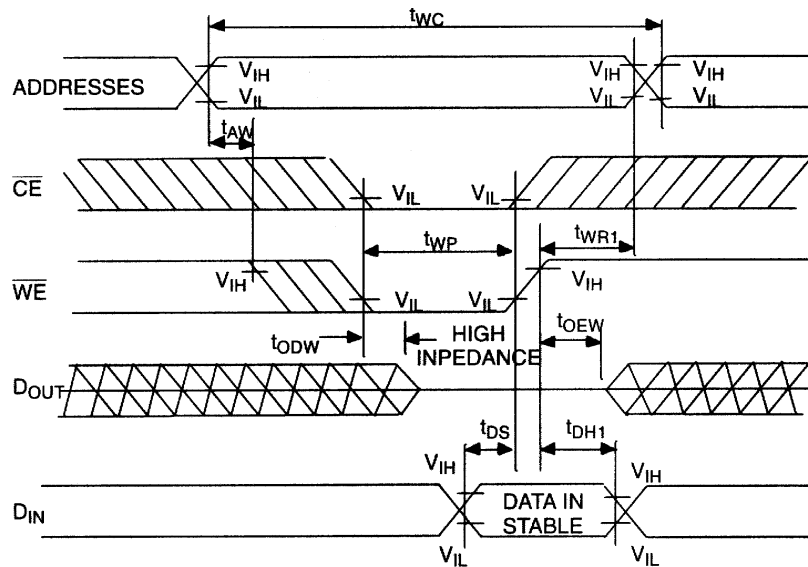 tWC
ADDRESSES
VIH
VIL
VIH
VIL
VIH
VIL
tAW
CE
VIL
VIL
tWP
tWR1
WE
VIH
VIL
VIL
VIH
tODW
HIGH
INPEDANCE
tOEW
DOUT
tDS
tDH1
VIH
VIH
DIN
DATA IN
STABLE
VIL
VIL